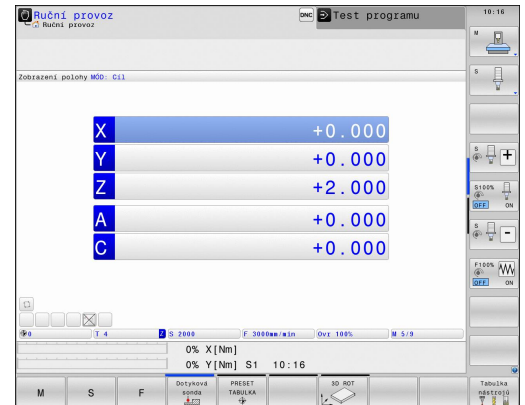 Ruční provoz
Ruční provoz
DNC
Test programu
10:16
M
Zobrazení polohy MÓD: Cíl
S
X +0.000
Y +0.000
Z +2.000
A +0.000
C +0.000
S +
S100%
OFF ON
S -
F100%
OFF ON
0 T 4 Z S 2000 F 3000mm/min Ovr 100% M 5/9
0% X[Nm]
0% Y[Nm] S1 10:16
M
S
F
Dotyková sonda
PRESET TABULKA
3D ROT
Tabulka nástrojů